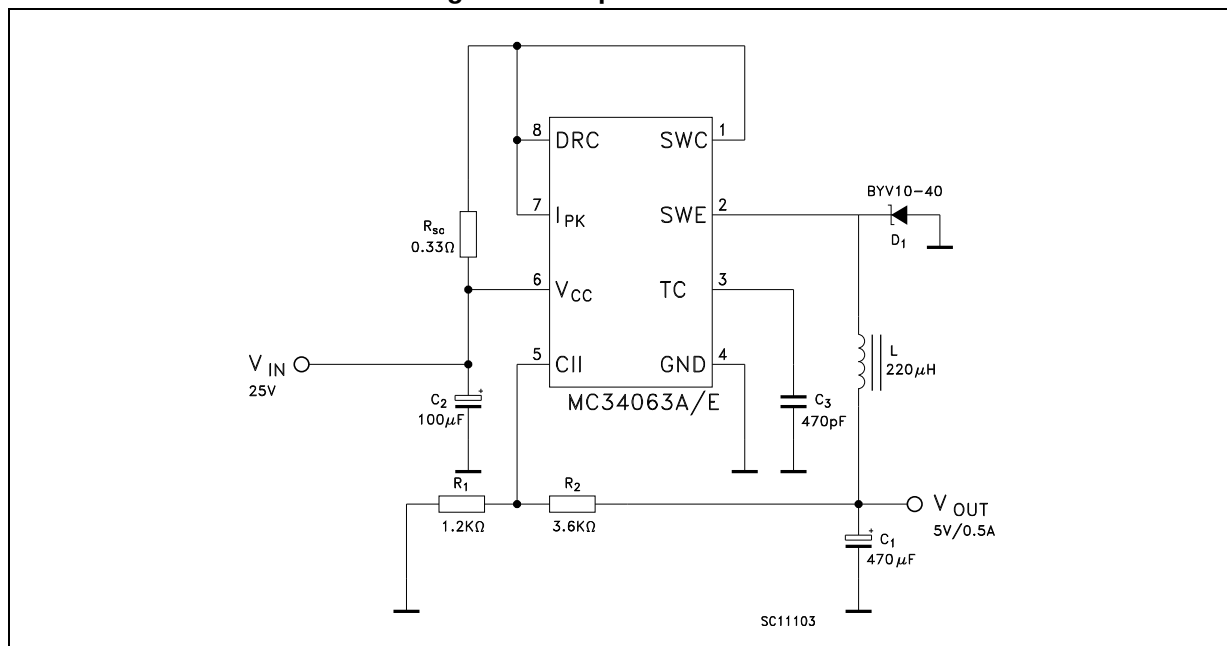 8 DRC SWC 1
7 IPK SWE 2
6 VCC TC 3
5 CII GND 4
MC34063A/E
BYV10-40
D1
Rsc
0.33Ω
VIN
25V
C2 +
100μF
L
220μH
C3
470pF
R1
1.2KΩ
R2
3.6KΩ
VOUT
5V/0.5A
C1 +
470μF
SC11103